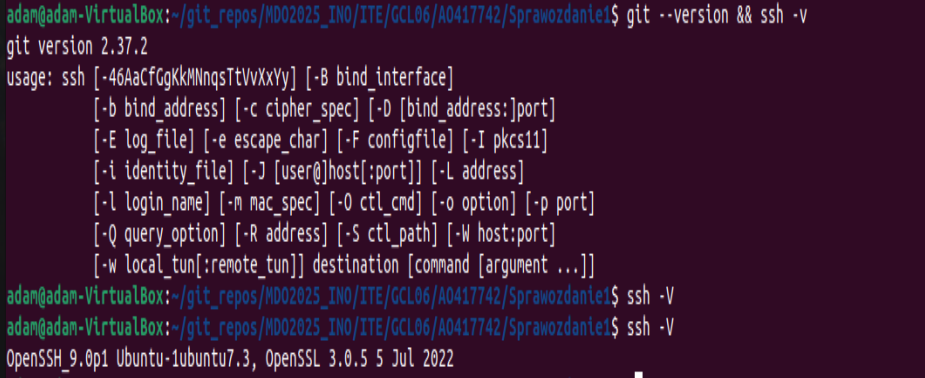 adam@adam-VirtualBox:~/git_repos/MDO2025_INO/ITE/GCL06/AO417742/Sprawozdanie1$ git --version && ssh -v
git version 2.37.2
usage: ssh [-46AaCfGgKkMNnqsTtVvXxYy] [-B bind_interface]
           [-b bind_address] [-c cipher_spec] [-D [bind_address:]port]
           [-E log_file] [-e escape_char] [-F configfile] [-I pkcs11]
           [-i identity_file] [-J [user@]host[:port]] [-L address]
           [-l login_name] [-m mac_spec] [-O ctl_cmd] [-o option] [-p port]
           [-Q query_option] [-R address] [-S ctl_path] [-W host:port]
           [-w local_tun[:remote_tun]] destination [command [argument ...]]
adam@adam-VirtualBox:~/git_repos/MDO2025_INO/ITE/GCL06/AO417742/Sprawozdanie1$ ssh -V
adam@adam-VirtualBox:~/git_repos/MDO2025_INO/ITE/GCL06/AO417742/Sprawozdanie1$ ssh -V
OpenSSH_9.0p1 Ubuntu-1ubuntu7.3, OpenSSL 3.0.5 5 Jul 2022